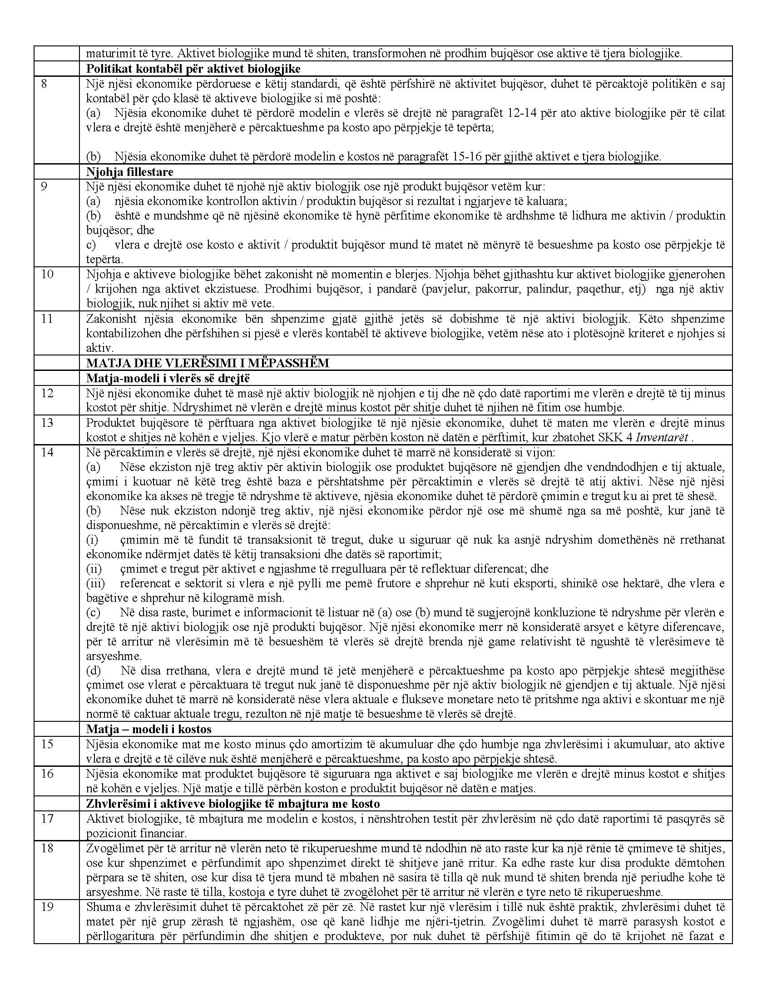 maturimit të tyre. Aktivet biologjike mund të shiten, transformohen në prodhim bujqësor ose aktive të tjera biologjike.
Politikat kontabël për aktivet biologjike
8 Një njësi ekonomike përdoruese e këtij standardi, që është përfshirë në aktivitet bujqësor, duhet të përcaktojë politikën e saj
kontabël për çdo klasë të aktiveve biologjike si më poshtë:
(a) Njësia ekonomike duhet të përdorë modelin e vlerës së drejtë në paragrafët 12-14 për ato aktive biologjike për të cilat
vlera e drejtë është menjëherë e përcaktueshme pa kosto apo përpjekje të tepërta;
(b) Njësia ekonomike duhet të përdorë modelin e kostos në paragrafët 15-16 për gjithë aktivet e tjera biologjike.
Njohja fillestare
9 Një njësi ekonomike duhet të njohë një aktiv biologjik ose një produkt bujqësor vetëm kur:
(a) njësia ekonomike kontrollon aktivin / produktin bujqësor si rezultat i ngjarjeve të kaluara;
(b) është e mundshme që në njësinë ekonomike të hynë përfitime ekonomike të ardhshme të lidhura me aktivin / produktin
bujqësor; dhe
c) vlera e drejtë ose kosto e aktivit / produktit bujqësor mund të matet në mënyrë të besueshme pa kosto ose përpjekje të
tepërta.
10 Njohja e aktiveve biologjike bëhet zakonisht në momentin e blerjes. Njohja bëhet gjithashtu kur aktivet biologjike gjenerohen
/ krijohen nga aktivet ekzistuese. Prodhimi bujqësor, i pandarë (pavjelur, pakorrur, palindur, paqethur, etj) nga një aktiv
biologjik, nuk njihet si aktiv më vete.
11 Zakonisht njësia ekonomike bën shpenzime gjatë gjithë jetës së dobishme të një aktivi biologjik. Këto shpenzime
kontabilizohen dhe përfshihen si pjesë e vlerës kontabël të aktiveve biologjike, vetëm nëse ato i plotësojnë kriteret e njohjes si
aktiv.
MATJA DHE VLERËSIMI I MËPASSHËM
Matja-modeli i vlerës së drejtë
12 Një njësi ekonomike duhet të masë një aktiv biologjik në njohjen e tij dhe në çdo datë raportimi me vlerën e drejtë të tij minus
kostot për shitje. Ndryshimet në vlerën e drejtë minus kostot për shitje duhet të njihen në fitim ose humbje.
13 Produktet bujqësore të përftuara nga aktivet biologjike të një njësie ekonomike, duhet të maten me vlerën e drejtë minus
kostot e shitjes në kohën e vjeljes. Kjo vlerë e matur përbën koston në datën e përftimit, kur zbatohet SKK 4 Inventarët .
14 Në përcaktimin e vlerës së drejtë, një njësi ekonomike duhet të marrë në konsideratë si vijon:
(a) Nëse ekziston një treg aktiv për aktivin biologjik ose produktet bujqësore në gjendjen dhe vendndodhjen e tij aktuale,
çmimi i kuotuar në këtë treg është baza e përshtatshme për përcaktimin e vlerës së drejtë të atij aktivi. Nëse një njësi
ekonomike ka akses në tregje të ndryshme të aktiveve, njësia ekonomike duhet të përdorë çmimin e tregut ku ai pret të shesë.
(b) Nëse nuk ekziston ndonjë treg aktiv, një njësi ekonomike përdor një ose më shumë nga sa më poshtë, kur janë të
disponueshme, në përcaktimin e vlerës së drejtë:
(i) çmimin më të fundit të transaksionit të tregut, duke u siguruar që nuk ka asnjë ndryshim domethënës në rrethanat
ekonomike ndërmjet datës të këtij transaksioni dhe datës së raportimit;
(ii) çmimet e tregut për aktivet e ngjashme të rregulluara për të reflektuar diferencat; dhe
(iii) referencat e sektorit si vlera e një pylli me pemë frutore e shprehur në kuti eksporti, shinikë ose hektarë, dhe vlera e
bagëtive e shprehur në kilogramë mish.
(c) Në disa raste, burimet e informacionit të listuar në (a) ose (b) mund të sugjerojnë konkluzione të ndryshme për vlerën e
drejtë të një aktivi biologjik ose një produkti bujqësor. Një njësi ekonomike merr në konsideratë arsyet e këtyre diferencave,
për të arritur në vlerësimin më të besueshëm të vlerës së drejtë brenda një game relativisht të ngushtë të vlerësimeve të
arsyeshme.
(d) Në disa rrethana, vlera e drejtë mund të jetë menjëherë e përcaktueshme pa kosto apo përpjekje shtesë megjithëse
çmimet ose vlerat e përcaktuara të tregut nuk janë të disponueshme për një aktiv biologjik në gjendjen e tij aktuale. Një njësi
ekonomike duhet të marrë në konsideratë nëse vlera aktuale e flukseve monetare neto të pritshme nga aktivi e skontuar me një
normë të caktuar aktuale tregu, rezulton në një matje të besueshme të vlerës së drejtë.
Matja – modeli i kostos
15 Njësia ekonomike mat me kosto minus çdo amortizim të akumuluar dhe çdo humbje nga zhvlerësimi i akumuluar, ato aktive
vlera e drejtë e të cilëve nuk është menjëherë e përcaktueshme, pa kosto apo përpjekje shtesë.
16 Njësia ekonomike mat produktet bujqësore të siguruara nga aktivet e saj biologjike me vlerën e drejtë minus kostot e shitjes
në kohën e vjeljes. Një matje e tillë përbën koston e produktit bujqësor në datën e matjes.
Zhvlerësimi i aktiveve biologjike të mbajtura me kosto
17 Aktivet biologjike, të mbajtura me modelin e kostos, i nënshtrohen testit për zhvlerësim në çdo datë raportimi të pasqyrës së
pozicionit financiar.
18 Zvogëlimet për të arritur në vlerën neto të rikuperueshme mund të ndodhin në ato raste kur ka një rënie të çmimeve të shitjes,
ose kur shpenzimet e përfundimit apo shpenzimet direkt të shitjeve janë rritur. Ka edhe raste kur disa produkte dëmtohen
përpara se të shiten, ose kur disa të tjera mund të mbahen në sasira të tilla që nuk mund të shiten brenda një periudhe kohe të
arsyeshme. Në raste të tilla, kostoja e tyre duhet të zvogëlohet për të arritur në vlerën e tyre neto të rikuperueshme.
19 Shuma e zhvlerësimit duhet të përcaktohet zë për zë. Në rastet kur një vlerësim i tillë nuk është praktik, zhvlerësimi duhet të
matet për një grup zërash të ngjashëm, ose që kanë lidhje me njëri-tjetrin. Zvogëlimi duhet të marrë parasysh kostot e
përllogaritura për përfundimin dhe shitjen e produkteve, por nuk duhet të përfshijë fitimin që do të krijohet në fazat e